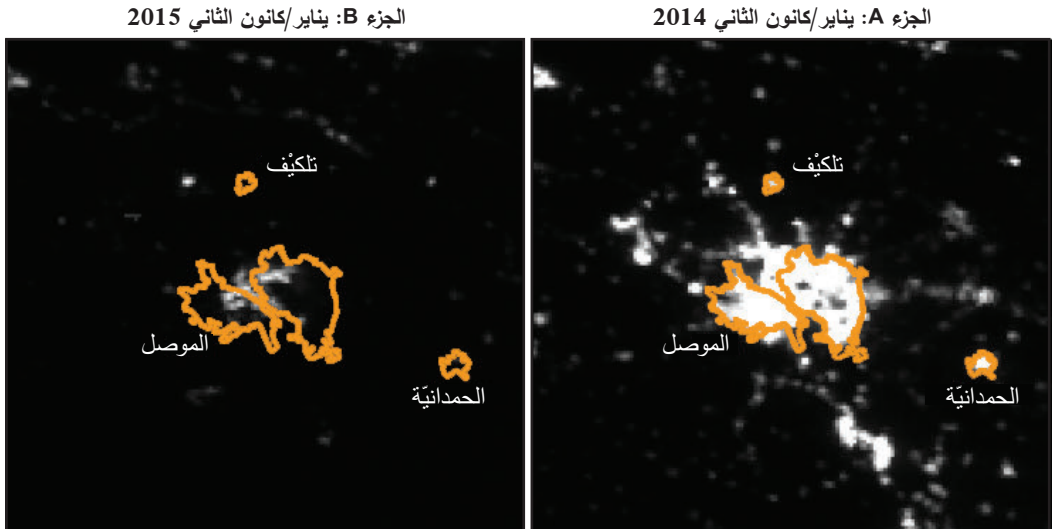 الجزء A: يناير/كانون الثاني 2014
تلكيْف
الموصل
الحمدانيّة
الجزء B: يناير/كانون الثاني 2015
تلكيْف
الموصل
الحمدانيّة